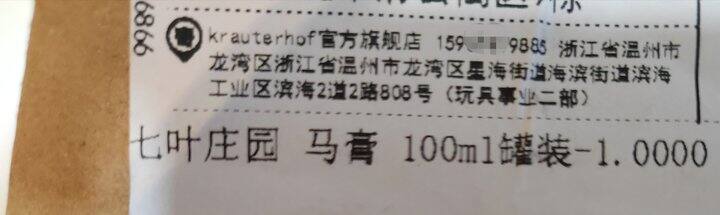 6899
krauterhof官方旗舰店 159 9885 浙江省温州市
龙湾区浙江省温州市龙湾区星海街道海滨街道滨海
工业区滨海2道2路808号（玩具事业二部）
七叶庄园 马膏 100ml罐装-1.0000